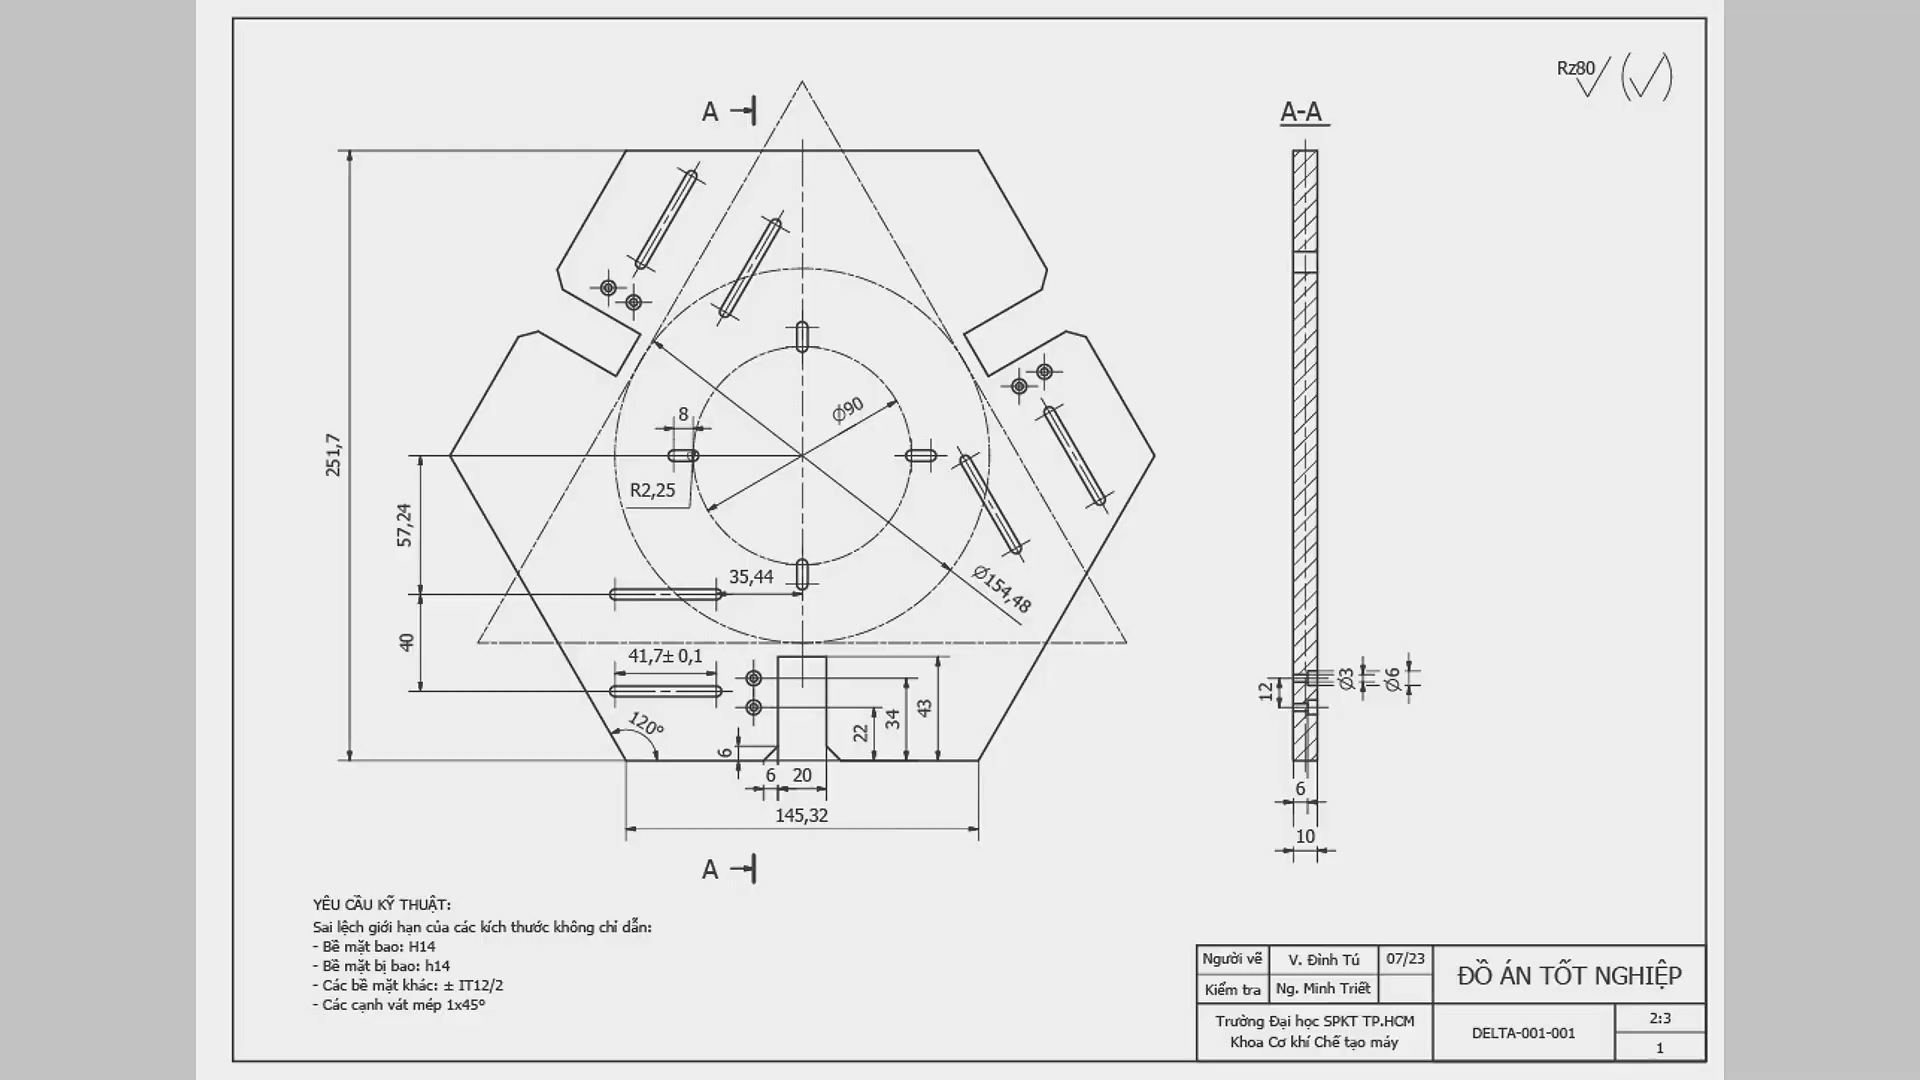 Rz80
A
A-A
251,7
8
Ø90
R2,25
57,24
35,44
Ø154,48
40
41,7± 0,1
120°
6
6
20
22
34
43
145,32
12
Ø3
Ø6
6
10
A
YÊU CẦU KỸ THUẬT:
Sai lệch giới hạn của các kích thước không chỉ dẫn:
- Bề mặt bao: H14
- Bề mặt bị bao: h14
- Các bề mặt khác: ± IT12/2
- Các cạnh vát mép 1x45°
Người vẽ
V. Đình Tú
07/23
Kiểm tra
Ng. Minh Triết
ĐỒ ÁN TỐT NGHIỆP
Trường Đại học SPKT TP.HCM
Khoa Cơ khí Chế tạo máy
DELTA-001-001
2:3
1